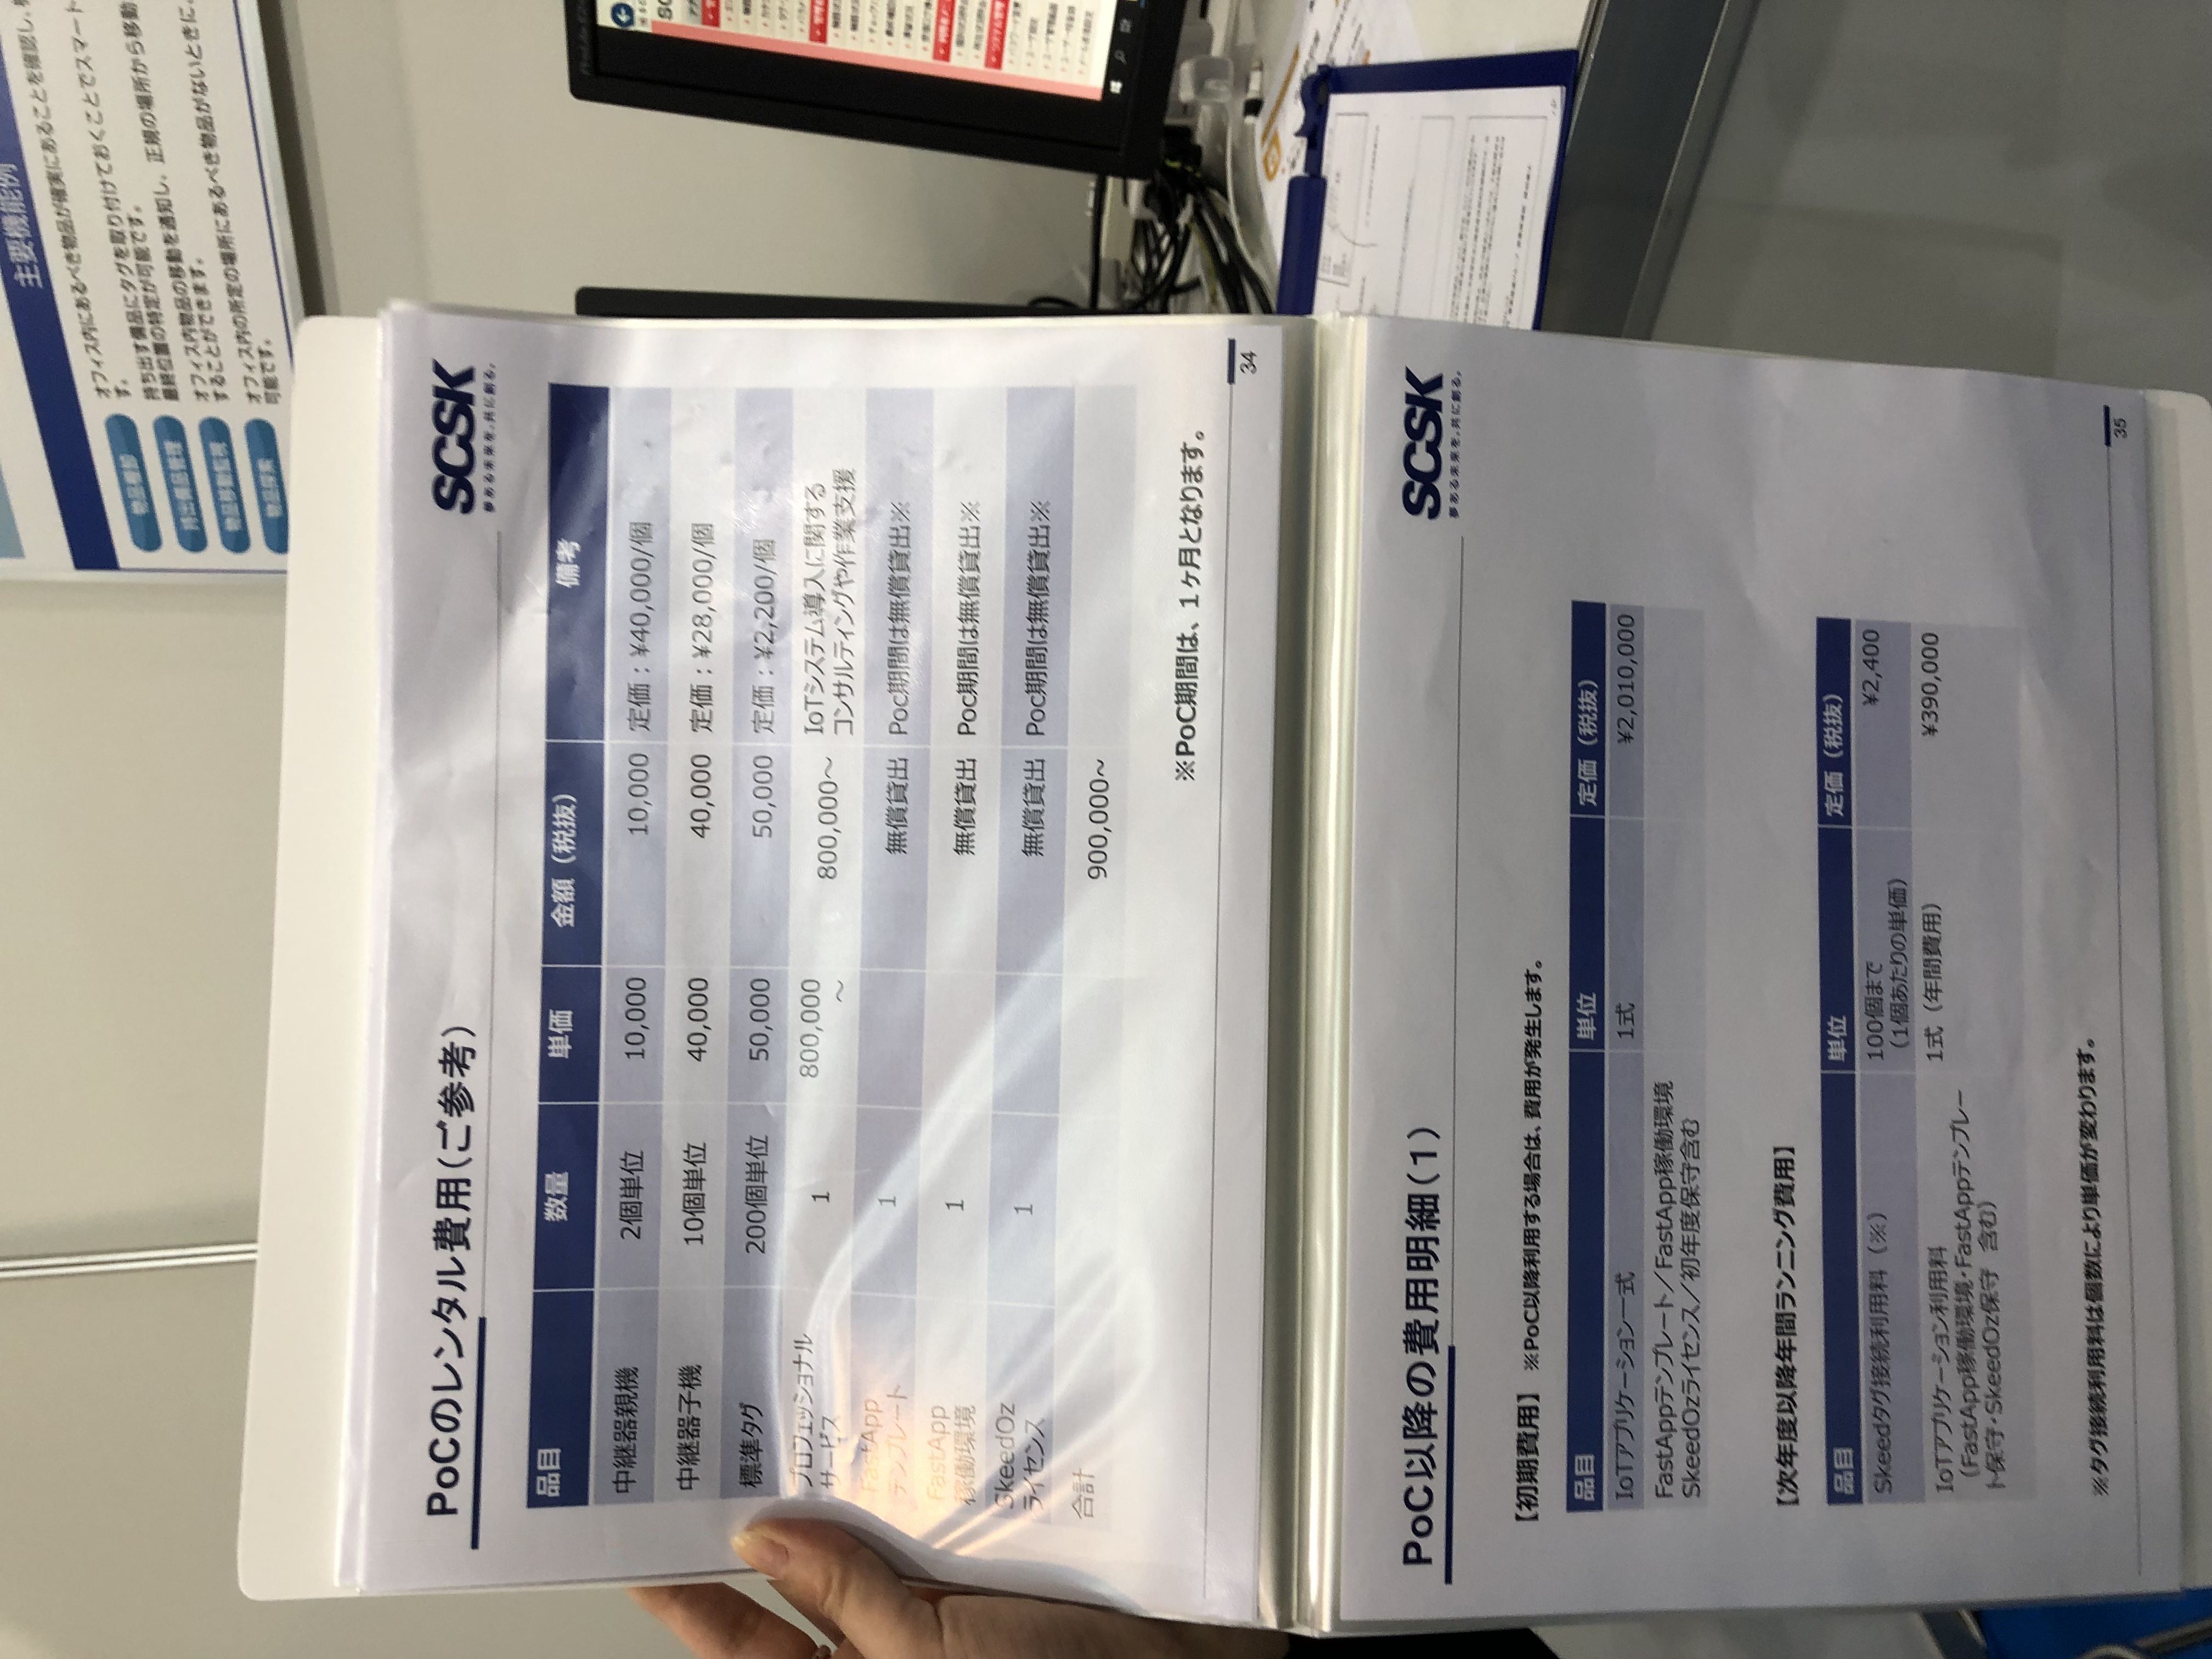 主要機能例
オフィス内にあるべき物品が確実にあることを確認し、
す。
物品棚卸
持ち出す備品にタグを取り付けておくことでスマート
最終位置の特定が可能です。
持出備品管理
オフィス内物品の移動を通知し、正規の場所から移動
することができます。
物品移動監視
オフィス内の所定の場所にあるべき物品がないときに
可能です。
物品探索
PoCのレンタル費用(ご参考)
SCSK
夢ある未来を、共に創る。
品目 数量 単価 金額（税抜） 備考
中継器親機 2個単位 10,000 10,000 定価：¥40,000/個
中継器子機 10個単位 40,000 40,000 定価：¥28,000/個
標準タグ 200個単位 50,000 50,000 定価：¥2,200/個
プロフェッショナル
サービス 1 800,000
～ 800,000～ IoTシステム導入に関する
コンサルティングや作業支援
FastApp
テンプレート 1 無償貸出 Poc期間は無償貸出※
FastApp
稼働環境 1 無償貸出 Poc期間は無償貸出※
SkeedOz
ライセンス 1 無償貸出 Poc期間は無償貸出※
合計 900,000～
※PoC期間は、１ヶ月となります。
34
PoC以降の費用明細(１)
SCSK
夢ある未来を、共に創る。
【初期費用】 ※PoC以降利用する場合は、費用が発生します。
品目 単位 定価（税抜）
IoTアプリケーション一式 1式 ¥2,010,000
FastAppテンプレート／FastApp稼働環境
SkeedOzライセンス／初年度保守含む
【次年度以降年間ランニング費用】
品目 単位 定価（税抜）
Skeedタグ接続利用料（※） 100個まで
（1個あたりの単価） ¥2,400
IoTアプリケーション利用料 1式（年間費用） ¥390,000
（FastApp稼働環境・FastAppテンプレー
ト保守・SkeedOz保守 含む）
※タグ接続利用料は個数により単価が変わります。
35